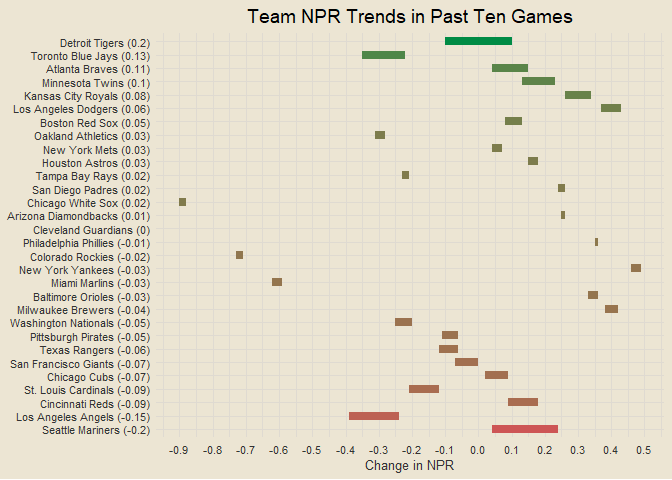 Team NPR Trends in Past Ten Games
Detroit Tigers (0.2)
Toronto Blue Jays (0.13)
Atlanta Braves (0.11)
Minnesota Twins (0.1)
Kansas City Royals (0.08)
Los Angeles Dodgers (0.06)
Boston Red Sox (0.05)
Oakland Athletics (0.03)
New York Mets (0.03)
Houston Astros (0.03)
Tampa Bay Rays (0.02)
San Diego Padres (0.02)
Chicago White Sox (0.02)
Arizona Diamondbacks (0.01)
Cleveland Guardians (0)
Philadelphia Phillies (-0.01)
Colorado Rockies (-0.02)
New York Yankees (-0.03)
Miami Marlins (-0.03)
Baltimore Orioles (-0.03)
Milwaukee Brewers (-0.04)
Washington Nationals (-0.05)
Pittsburgh Pirates (-0.05)
Texas Rangers (-0.06)
San Francisco Giants (-0.07)
Chicago Cubs (-0.07)
St. Louis Cardinals (-0.09)
Cincinnati Reds (-0.09)
Los Angeles Angels (-0.15)
Seattle Mariners (-0.2)
-0.9 -0.8 -0.7 -0.6 -0.5 -0.4 -0.3 -0.2 -0.1 0.0 0.1 0.2 0.3 0.4 0.5
Change in NPR